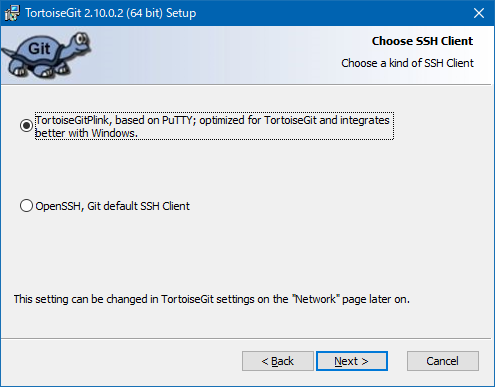 TortoiseGit 2.10.0.2 (64 bit) Setup
Git
Choose SSH Client
Choose a kind of SSH Client
TortoiseGitPlink, based on PuTTY; optimized for TortoiseGit and integrates
better with Windows.
OpenSSH, Git default SSH Client
This setting can be changed in TortoiseGit settings on the "Network" page later on.
< Back
Next >
Cancel